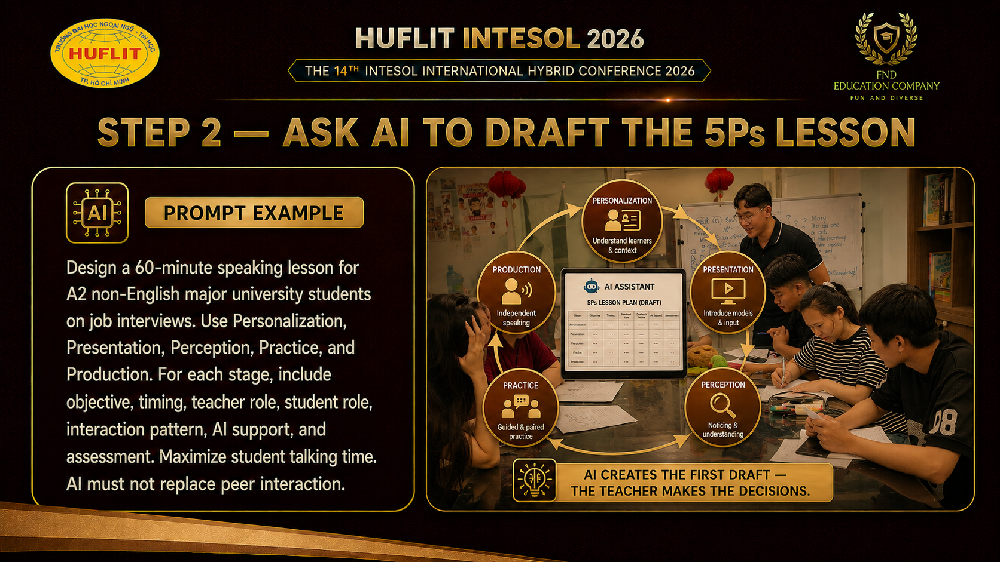 TRƯỜNG ĐẠI HỌC NGOẠI NGỮ - TIN HỌC
HUFLIT
TP. HỒ CHÍ MINH
HUFLIT INTESOL 2026
THE 14TH INTESOL INTERNATIONAL HYBRID CONFERENCE 2026
FND
EDUCATION COMPANY
FUN AND DIVERSE
STEP 2 — ASK AI TO DRAFT THE 5Ps LESSON
AI
PROMPT EXAMPLE
Design a 60-minute speaking lesson for
A2 non-English major university students
on job interviews. Use Personalization,
Presentation, Perception, Practice, and
Production. For each stage, include
objective, timing, teacher role, student role,
interaction pattern, AI support, and
assessment. Maximize student talking time.
AI must not replace peer interaction.
PERSONALIZATION
Understand learners
& context
PRODUCTION
Independent
speaking
PRESENTATION
Introduce models
& input
AI ASSISTANT
5Ps LESSON PLAN (DRAFT)
Stage Objective Timing AI Support Assessment
Personalization
Presentation
Perception
Practice
Production
PRACTICE
Guided & paired
practice
PERCEPTION
Noticing &
understanding
Mary
08
AI CREATES THE FIRST DRAFT —
THE TEACHER MAKES THE DECISIONS.